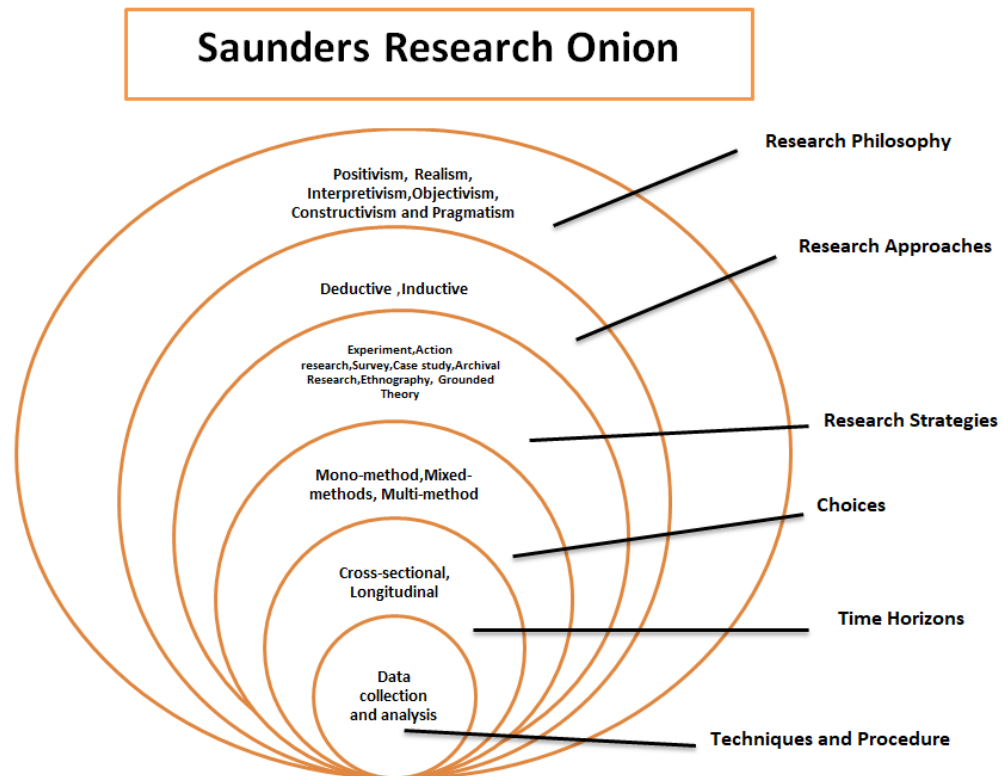 Saunders Research Onion
Research Philosophy
Positivism, Realism,
Interpretivism,Objectivism,
Constructivism and Pragmatism
Research Approaches
Deductive ,Inductive
Experiment,Action
research,Survey,Case study,Archival
Research,Ethnography, Grounded
Theory
Research Strategies
Mono-method,Mixed-
methods, Multi-method
Choices
Cross-sectional,
Longitudinal
Time Horizons
Data
collection
and analysis
Techniques and Procedure